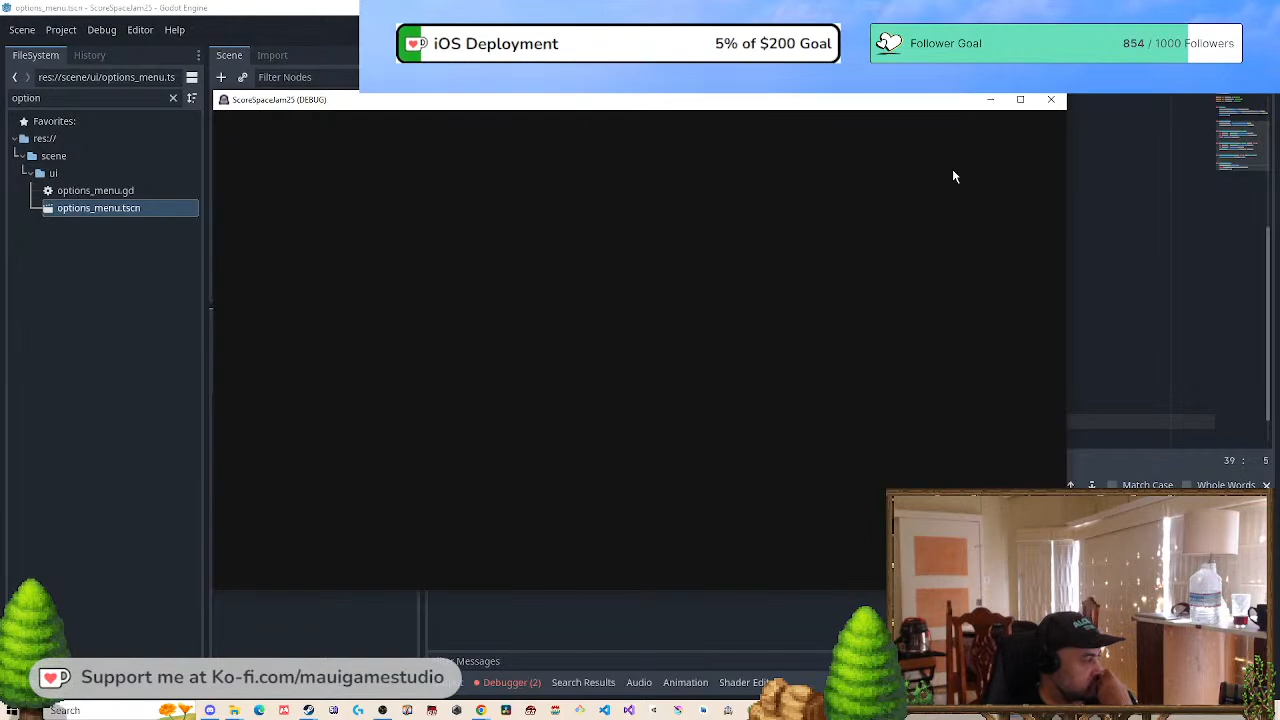 options_menu.tscn - ScoreSpaceJam25 - Godot Engine
Scene Project Debug Editor Help
iOS Deployment 5% of $200 Goal
Follower Goal 854 / 1000 Followers
FileSystem History
Scene Import
res://scene/ui/options_menu.ts
Filter Nodes
option
ScoreSpaceJam25 (DEBUG)
Favorites:
res://
scene
ui
options_menu.gd
options_menu.tscn
39 : 5
Match Case Whole Words
Messages
Support me at Ko-fi.com/mauigamestudio
Debugger (2) Search Results Audio Animation Shader Edit
Search